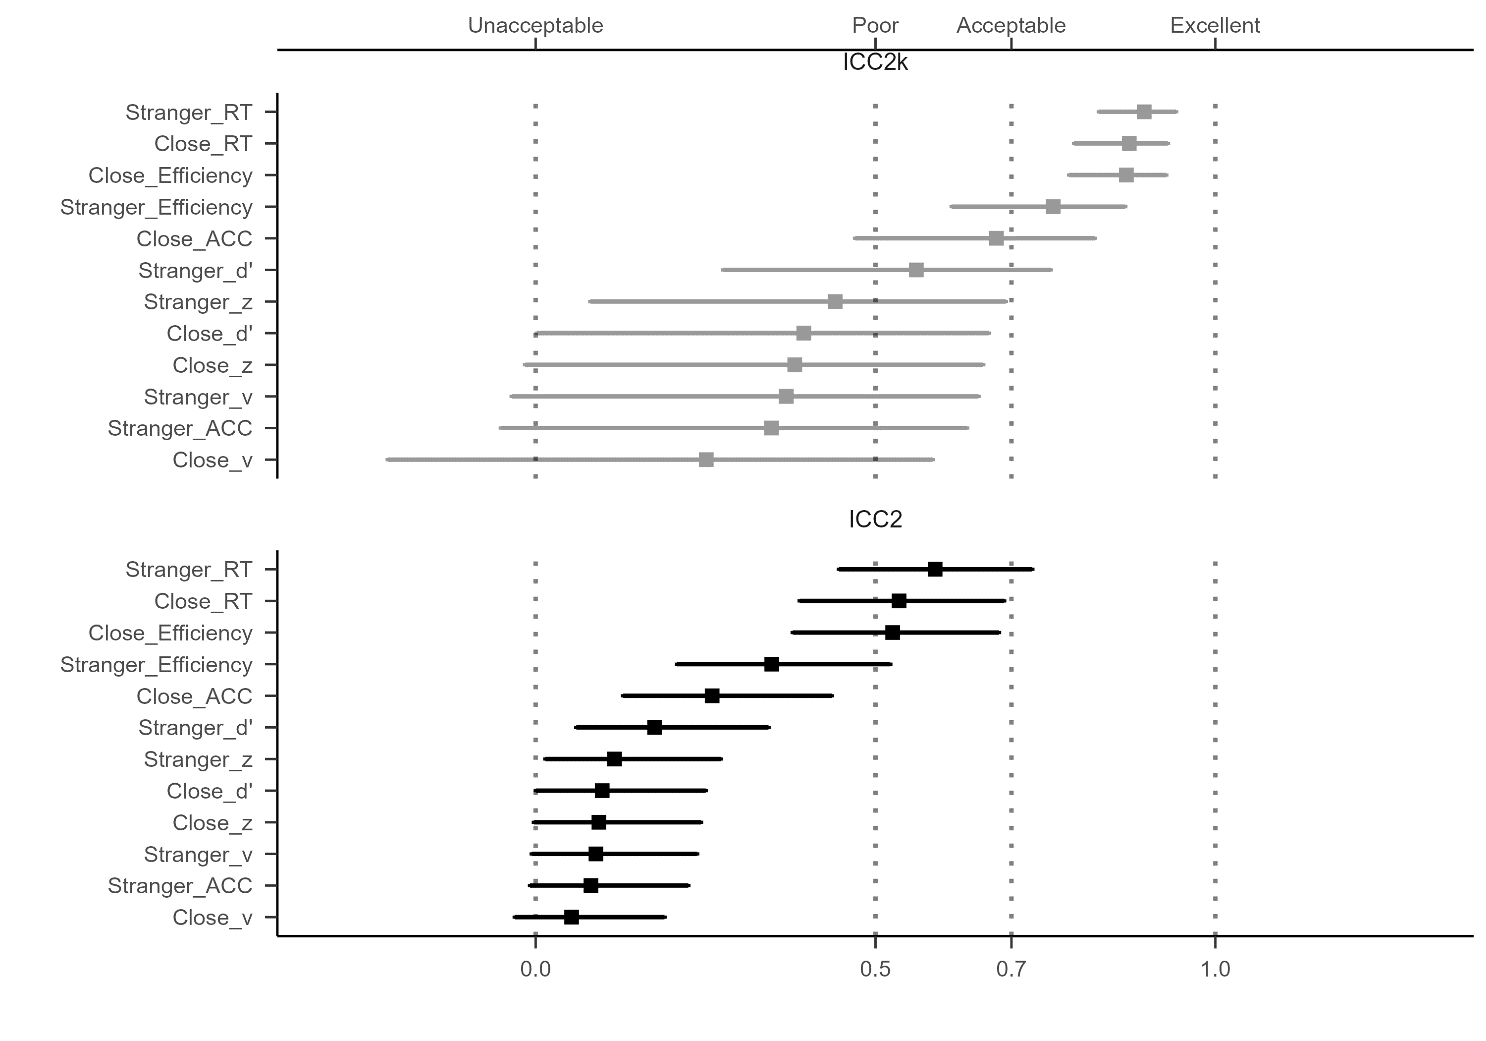 Unacceptable Poor Acceptable Excellent
ICC2k
Stranger_RT
Close_RT
Close_Efficiency
Stranger_Efficiency
Close_ACC
Stranger_d'
Stranger_z
Close_d'
Close_z
Stranger_v
Stranger_ACC
Close_v
ICC2
Stranger_RT
Close_RT
Close_Efficiency
Stranger_Efficiency
Close_ACC
Stranger_d'
Stranger_z
Close_d'
Close_z
Stranger_v
Stranger_ACC
Close_v
0.0 0.5 0.7 1.0